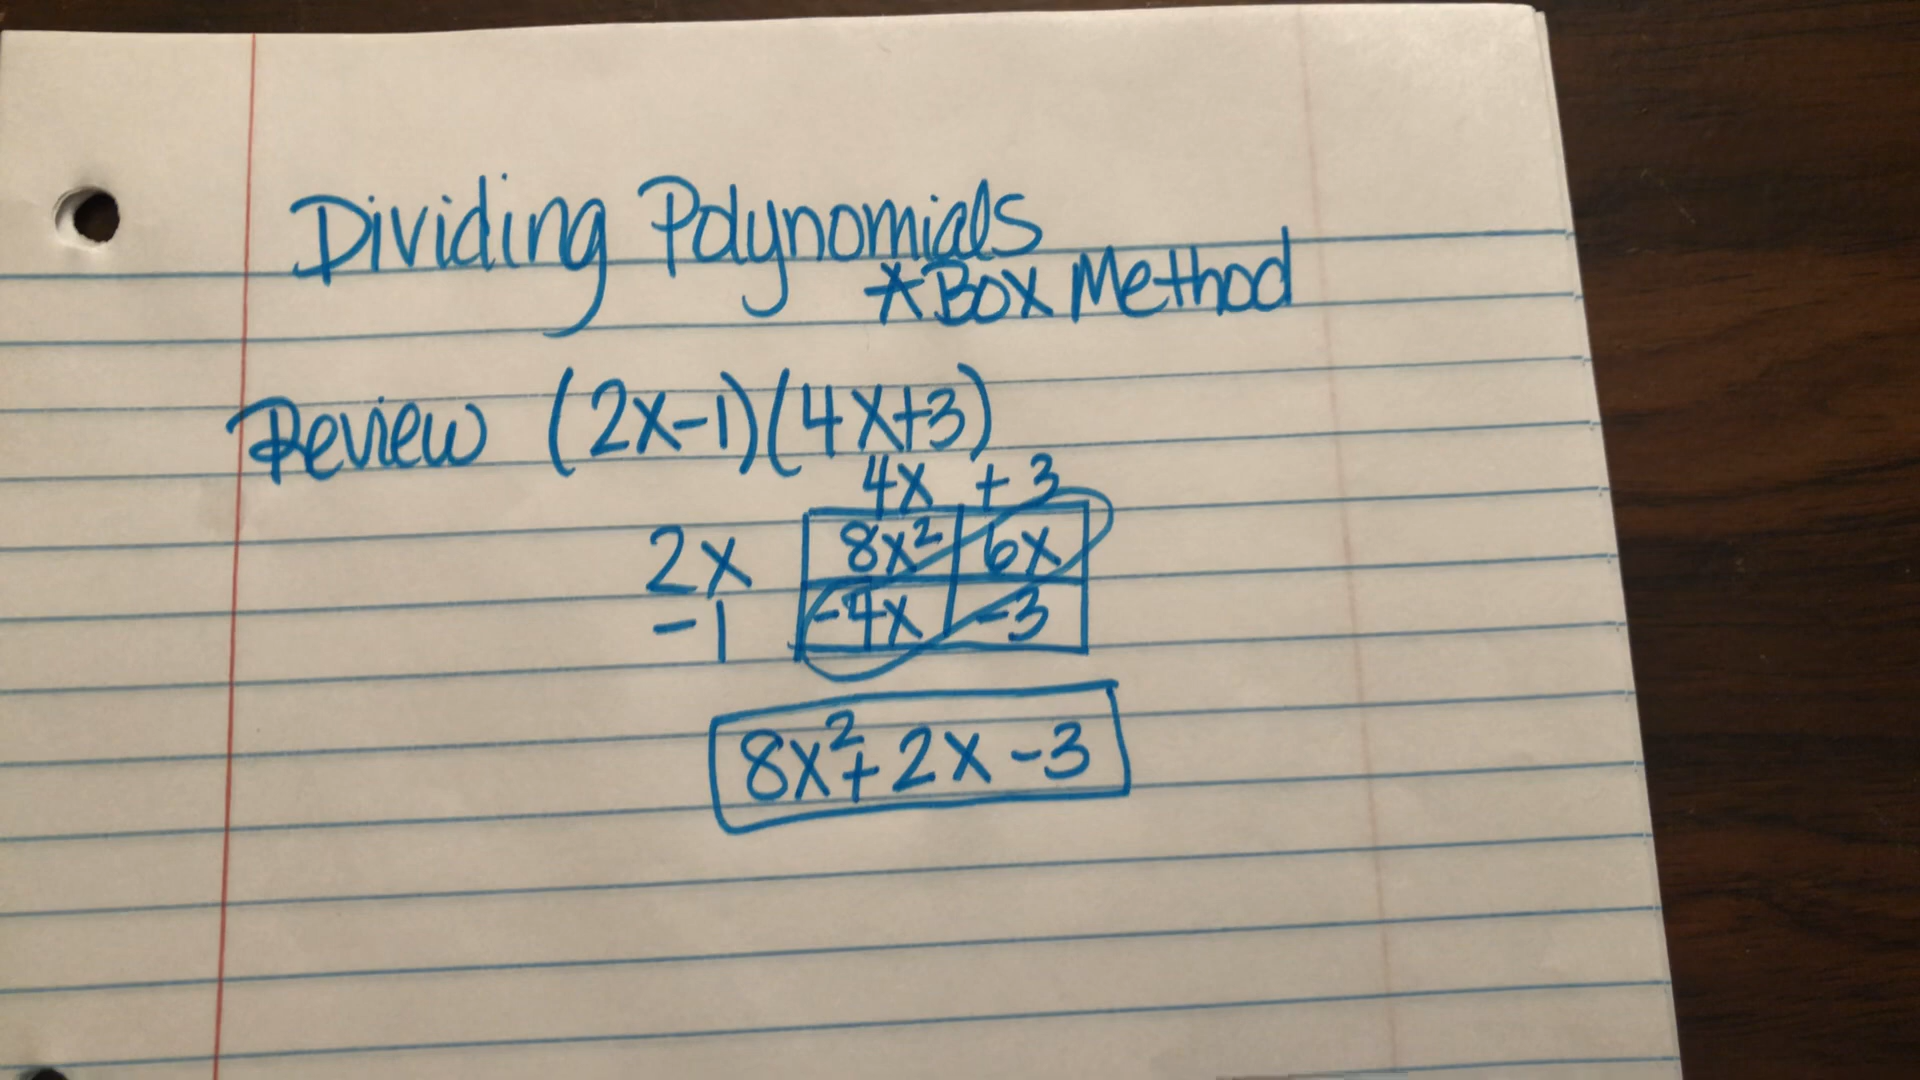 Dividing Polynomials
*Box Method
Review (2x-1)(4x+3)
4x + 3
2x 8x² 6x
-1 -4x -3
8x²+2x-3